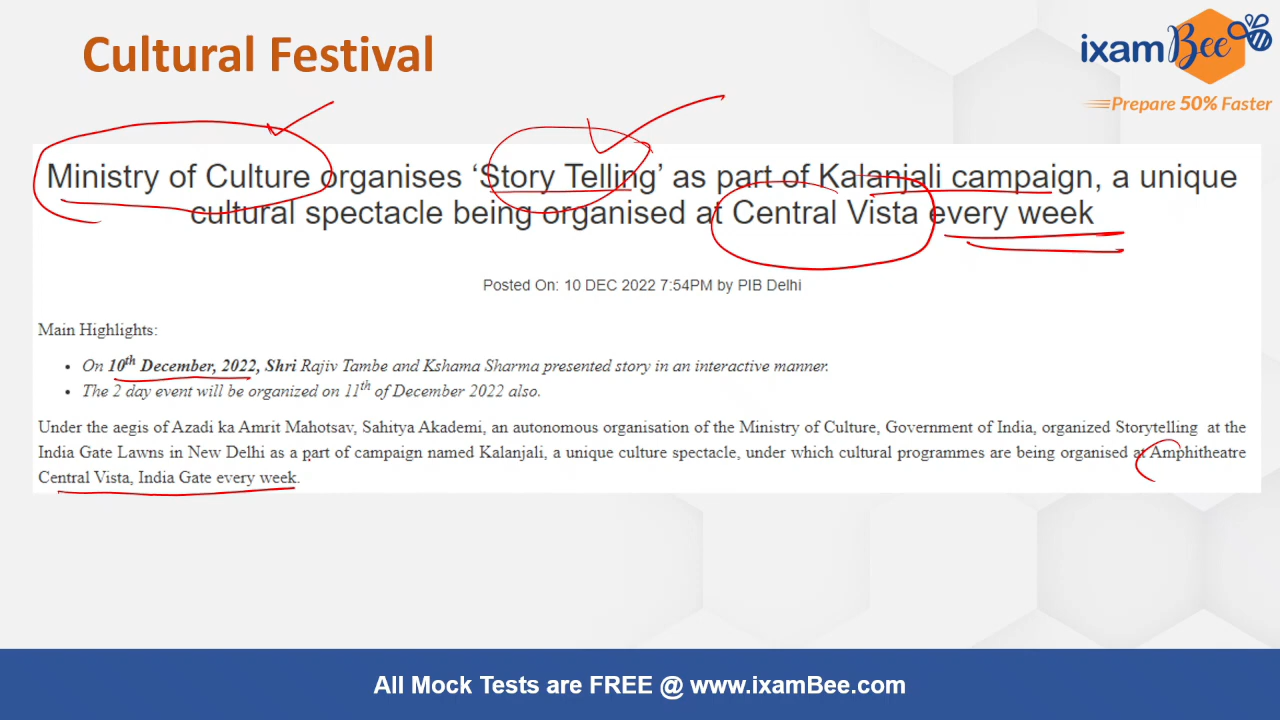 Cultural Festival
ixamBee
Prepare 50% Faster
Ministry of Culture organises ‘Story Telling’ as part of Kalanjali campaign, a unique
cultural spectacle being organised at Central Vista every week
Posted On: 10 DEC 2022 7:54PM by PIB Delhi
Main Highlights:
• On 10th December, 2022, Shri Rajiv Tambe and Kshama Sharma presented story in an interactive manner.
• The 2 day event will be organized on 11th of December 2022 also.
Under the aegis of Azadi ka Amrit Mahotsav, Sahitya Akademi, an autonomous organisation of the Ministry of Culture, Government of India, organized Storytelling at the
India Gate Lawns in New Delhi as a part of campaign named Kalanjali, a unique culture spectacle, under which cultural programmes are being organised at Amphitheatre
Central Vista, India Gate every week.
All Mock Tests are FREE @ www.ixamBee.com